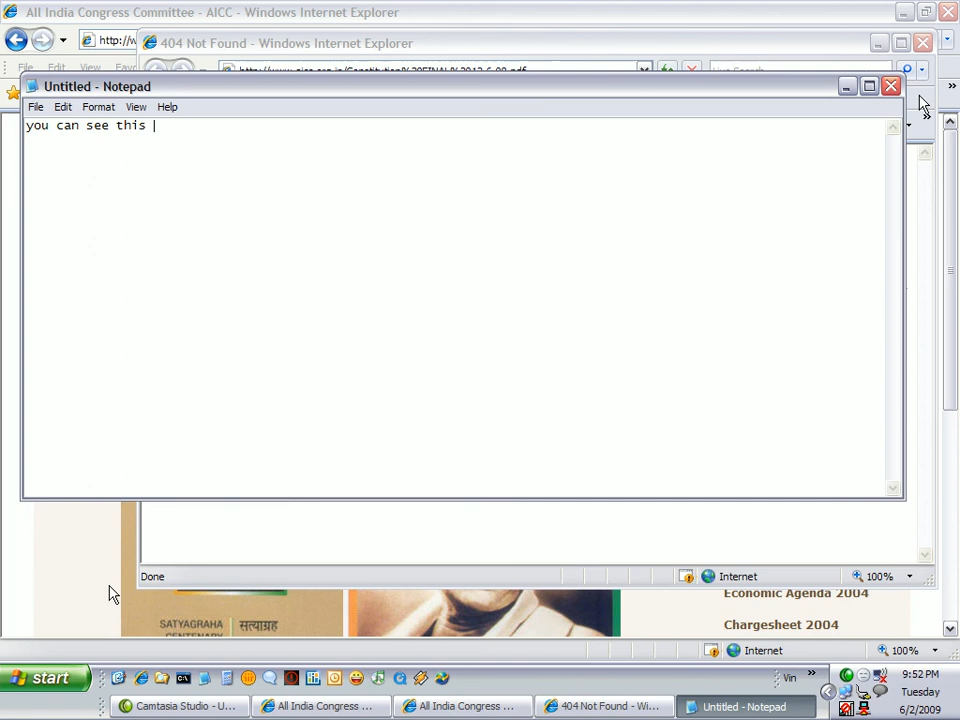 All India Congress Committee - AICC - Windows Internet Explorer
http://w
404 Not Found - Windows Internet Explorer
Untitled - Notepad
File Edit Format View Help
you can see this
Done
Internet
100%
Economic Agenda 2004
SATYAGRAHA
सत्याग्रह
Chargesheet 2004
Internet
100%
start
Vin
9:52 PM
Tuesday
6/2/2009
Camtasia Studio - U...
All India Congress ...
All India Congress ...
404 Not Found - Wi...
Untitled - Notepad